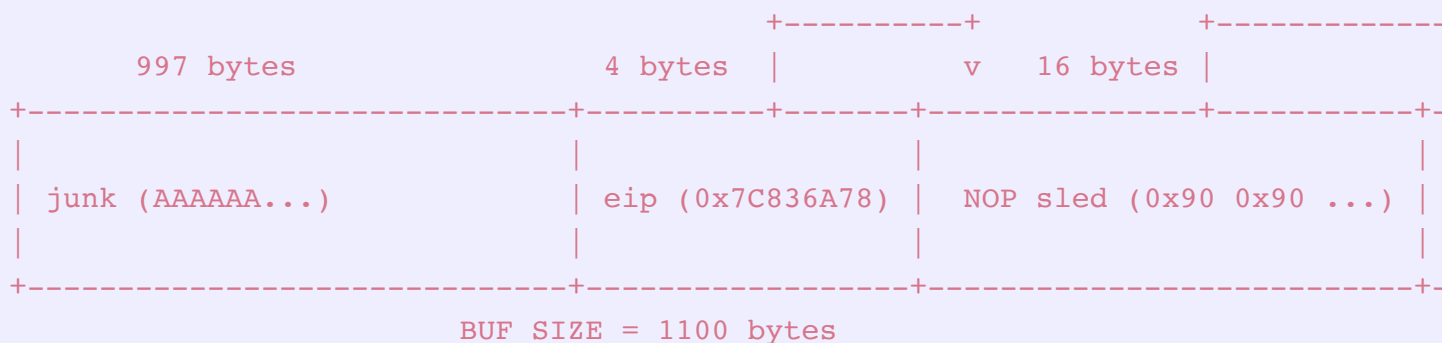 997 bytes 4 bytes | v 16 bytes |
| junk (AAAAAA...) | eip (0x7C836A78) | NOP sled (0x90 0x90 ...) |
BUF SIZE = 1100 bytes